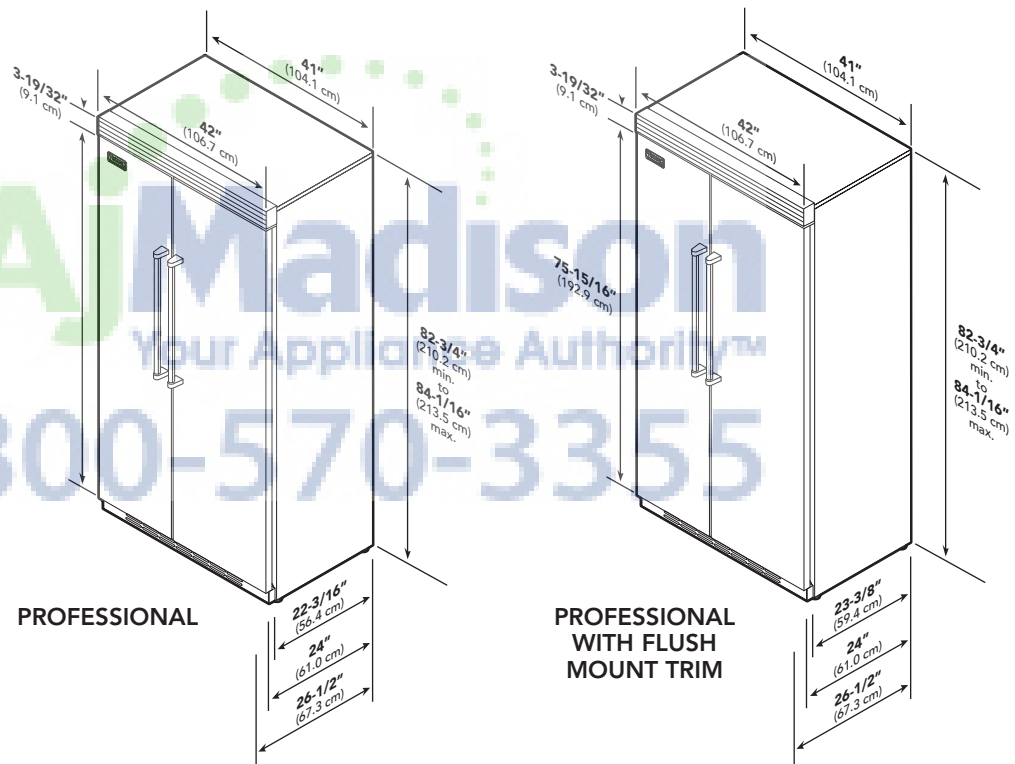 41"
(104.1 cm)
3-19/32"
(9.1 cm)
42"
(106.7 cm)
82-3/4"
(210.2 cm)
min.
to
84-1/16"
(213.5 cm)
max.
22-3/16"
(56.4 cm)
24"
(61.0 cm)
26-1/2"
(67.3 cm)
PROFESSIONAL
41"
(104.1 cm)
3-19/32"
(9.1 cm)
42"
(106.7 cm)
75-15/16"
(192.9 cm)
82-3/4"
(210.2 cm)
min.
to
84-1/16"
(213.5 cm)
max.
23-3/8"
(59.4 cm)
24"
(61.0 cm)
26-1/2"
(67.3 cm)
PROFESSIONAL
WITH FLUSH
MOUNT TRIM
AjMadison
Your Appliance Authority™
800-570-3355